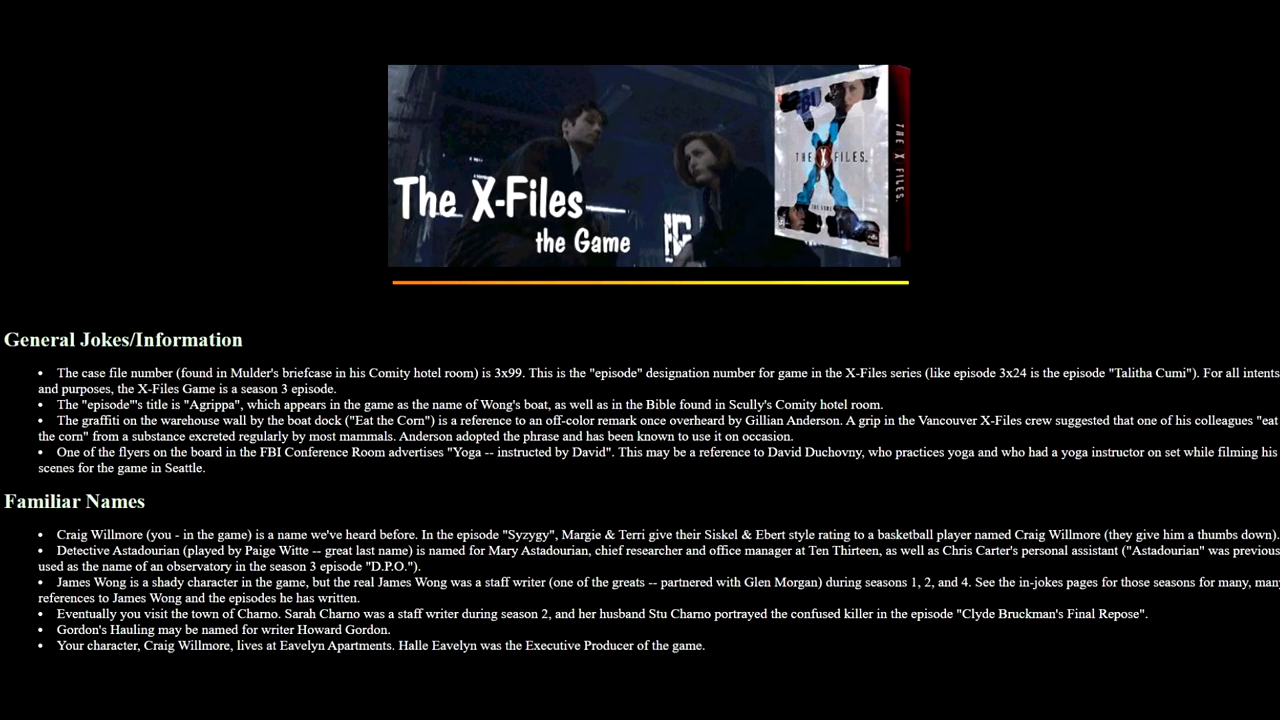 The X-Files
the Game
THE X FILES
THE GAME
THE X FILES
General Jokes/Information
• The case file number (found in Mulder's briefcase in his Comity hotel room) is 3x99. This is the "episode" designation number for game in the X-Files series (like episode 3x24 is the episode "Talitha Cumi"). For all intents
and purposes, the X-Files Game is a season 3 episode.
• The "episode"'s title is "Agrippa", which appears in the game as the name of Wong's boat, as well as in the Bible found in Scully's Comity hotel room.
• The graffiti on the warehouse wall by the boat dock ("Eat the Corn") is a reference to an off-color remark once overheard by Gillian Anderson. A grip in the Vancouver X-Files crew suggested that one of his colleagues "eat
the corn" from a substance excreted regularly by most mammals. Anderson adopted the phrase and has been known to use it on occasion.
• One of the flyers on the board in the FBI Conference Room advertises "Yoga -- instructed by David". This may be a reference to David Duchovny, who practices yoga and who had a yoga instructor on set while filming his
scenes for the game in Seattle.
Familiar Names
• Craig Willmore (you - in the game) is a name we've heard before. In the episode "Syzygy", Margie & Terri give their Siskel & Ebert style rating to a basketball player named Craig Willmore (they give him a thumbs down).
• Detective Astadourian (played by Paige Witte -- great last name) is named for Mary Astadourian, chief researcher and office manager at Ten Thirteen, as well as Chris Carter's personal assistant ("Astadourian" was previous
used as the name of an observatory in the season 3 episode "D.P.O.").
• James Wong is a shady character in the game, but the real James Wong was a staff writer (one of the greats -- partnered with Glen Morgan) during seasons 1, 2, and 4. See the in-jokes pages for those seasons for many, man
references to James Wong and the episodes he has written.
• Eventually you visit the town of Charno. Sarah Charno was a staff writer during season 2, and her husband Stu Charno portrayed the confused killer in the episode "Clyde Bruckman's Final Repose".
• Gordon's Hauling may be named for writer Howard Gordon.
• Your character, Craig Willmore, lives at Eavelyn Apartments. Halle Eavelyn was the Executive Producer of the game.